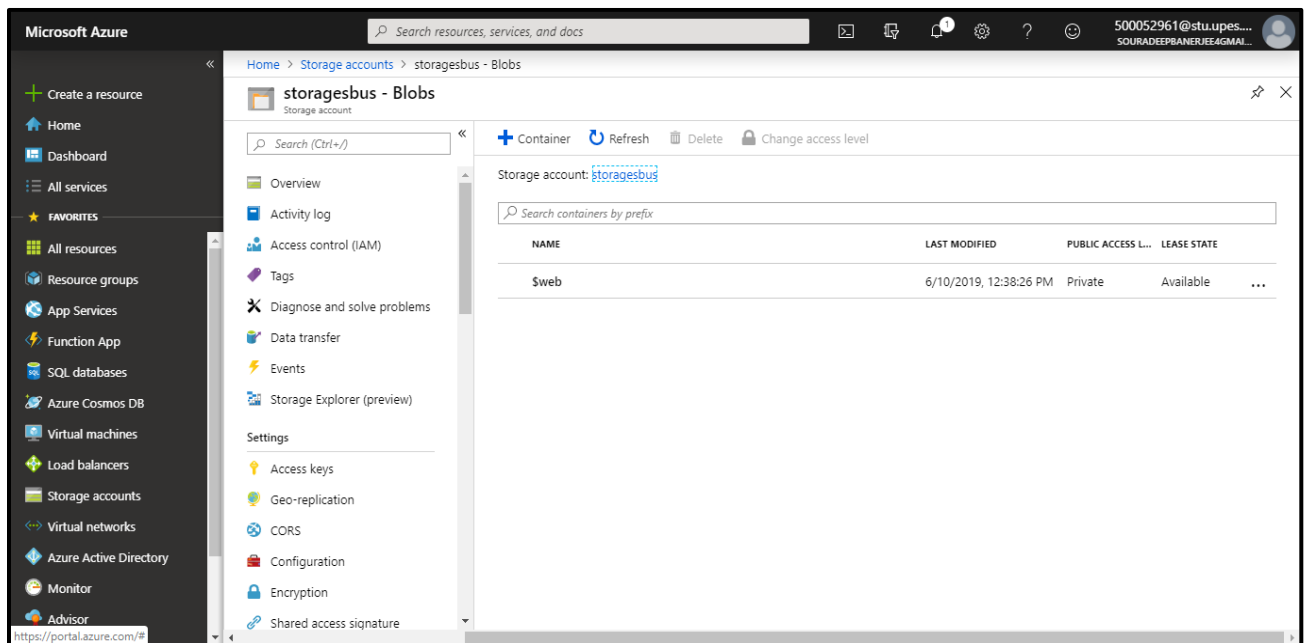 Microsoft Azure
Search resources, services, and docs
1
?
500052961@stu.upes....
SOURADEEPBANERJEE4GMAI...
«
Create a resource
Home
Dashboard
All services
FAVORITES
All resources
Resource groups
App Services
Function App
SQL databases
Azure Cosmos DB
Virtual machines
Load balancers
Storage accounts
Virtual networks
Azure Active Directory
Monitor
Advisor
https://portal.azure.com/#
Home > Storage accounts > storagesbus - Blobs
storagesbus - Blobs
Storage account
Search (Ctrl+/)
«
Overview
Activity log
Access control (IAM)
Tags
Diagnose and solve problems
Data transfer
Events
Storage Explorer (preview)
Settings
Access keys
Geo-replication
CORS
Configuration
Encryption
Shared access signature
Container Refresh Delete Change access level
Storage account: storagesbus
Search containers by prefix
NAME LAST MODIFIED PUBLIC ACCESS L... LEASE STATE
$web 6/10/2019, 12:38:26 PM Private Available ...